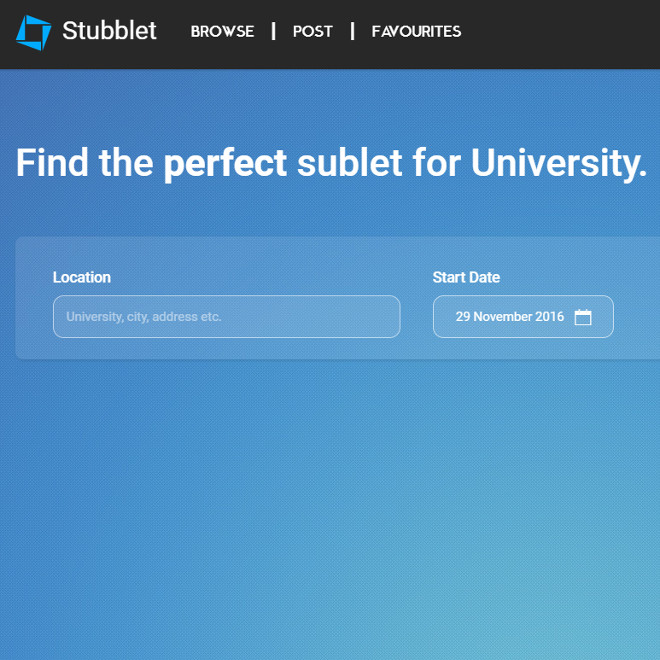 Stubblet BROWSE | POST | FAVOURITES
Find the perfect sublet for University.
Location Start Date
University, city, address etc. 29 November 2016